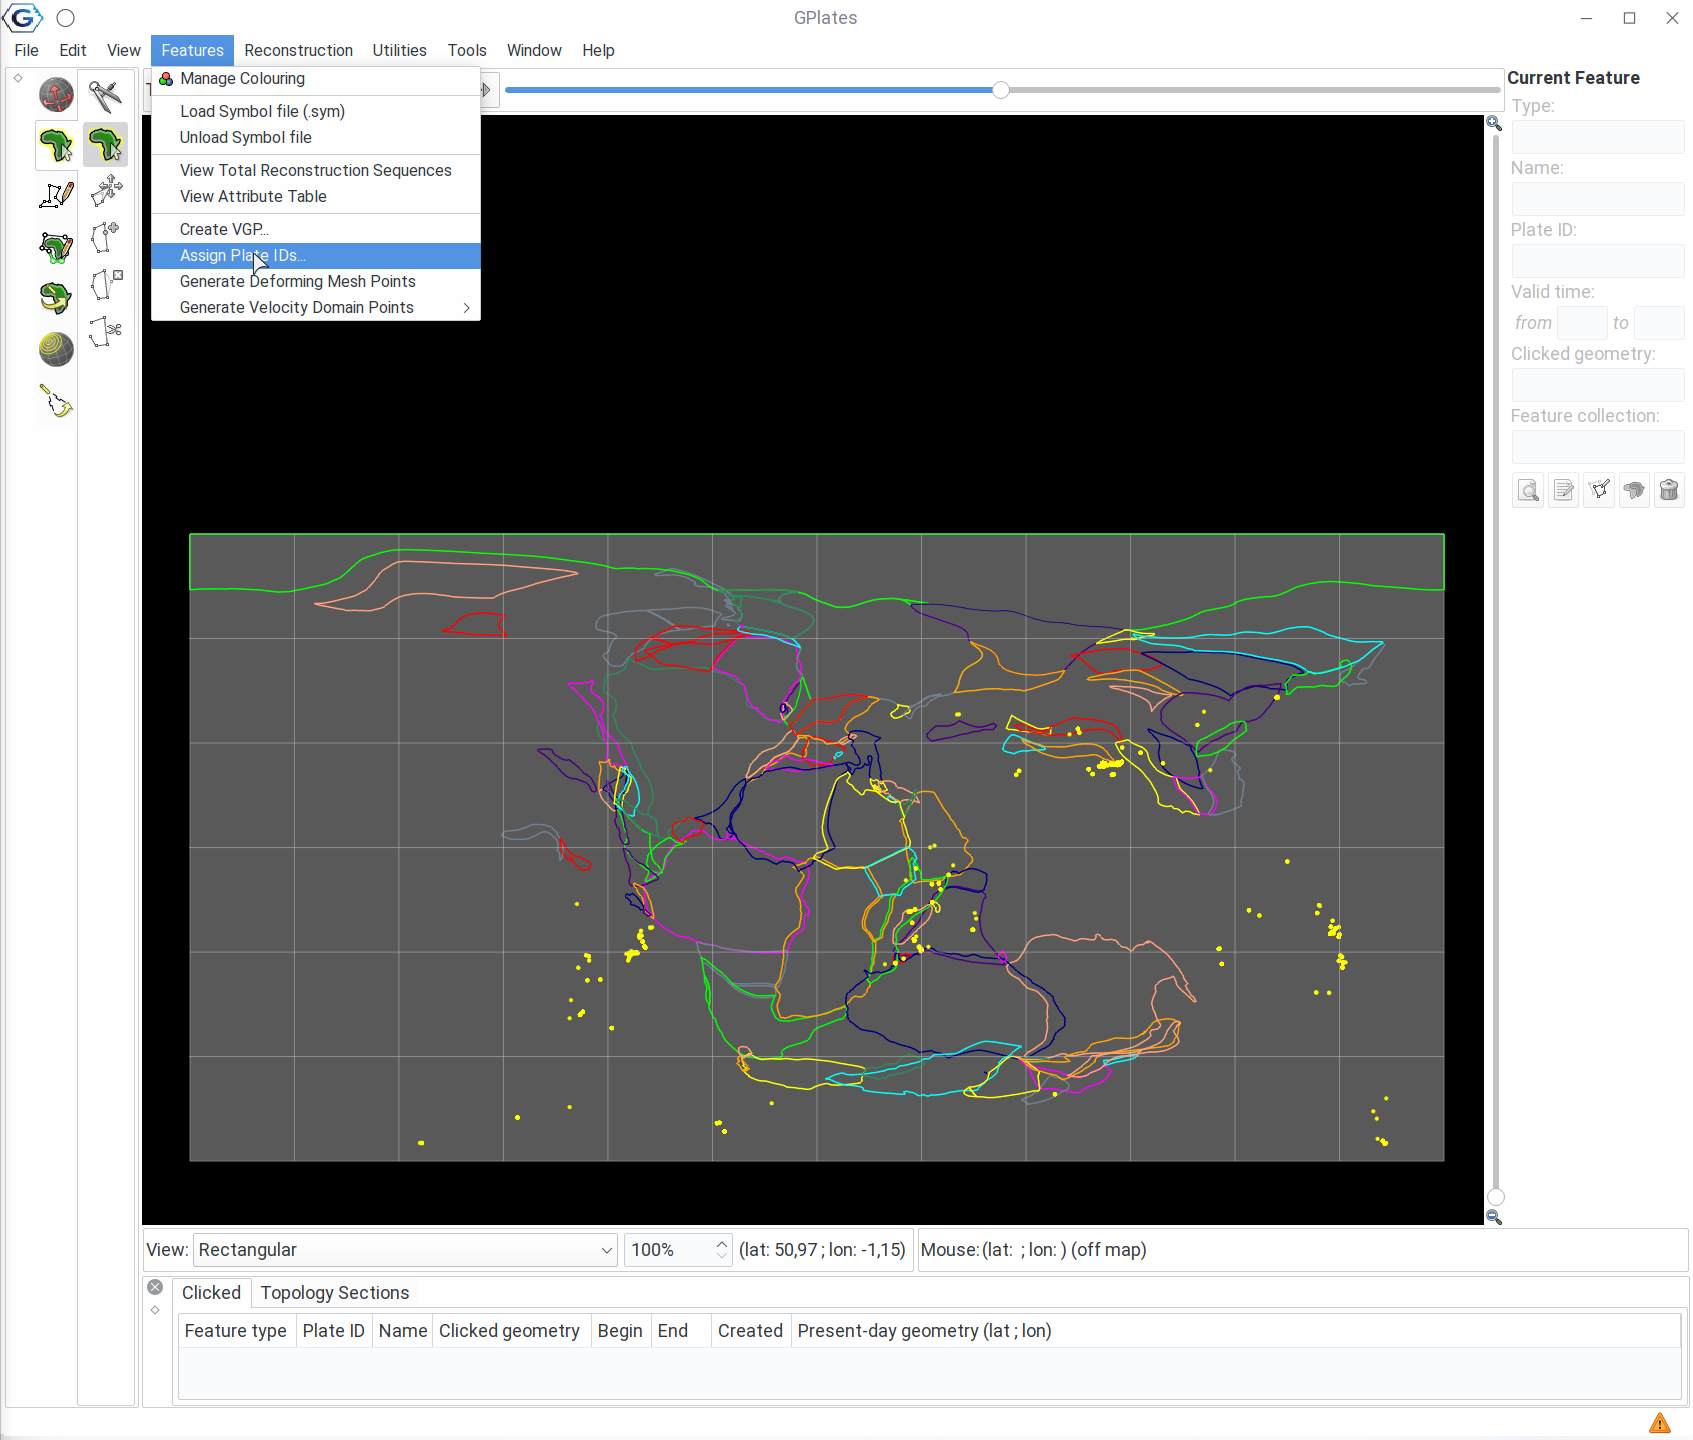 GPlates
File Edit View Features Reconstruction Utilities Tools Window Help
Manage Colouring
Load Symbol file (.sym)
Unload Symbol file
View Total Reconstruction Sequences
View Attribute Table
Create VGP...
Assign Plate IDs...
Generate Deforming Mesh Points
Generate Velocity Domain Points
Current Feature
Type:
Name:
Plate ID:
Valid time:
from to
Clicked geometry:
Feature collection:
View: Rectangular 100% (lat: 50,97 ; lon: -1,15) Mouse: (lat: ; lon: ) (off map)
Clicked Topology Sections
Feature type Plate ID Name Clicked geometry Begin End Created Present-day geometry (lat ; lon)